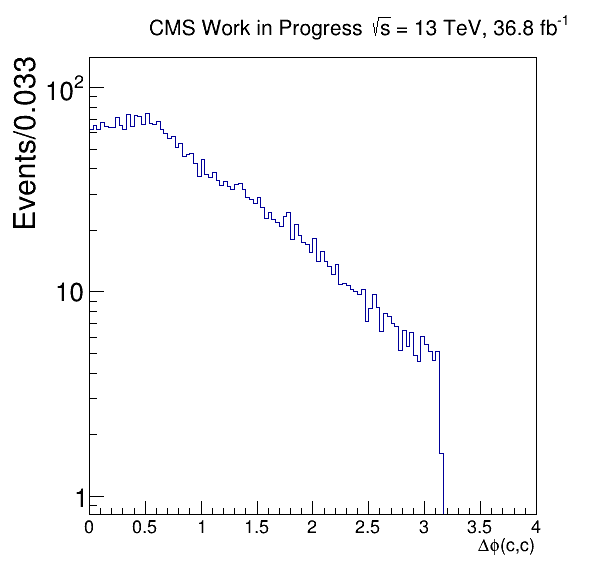 CMS Work in Progress √s = 13 TeV, 36.8 fb⁻¹
Events/0.033
10²
10
1
0 0.5 1 1.5 2 2.5 3 3.5 4
Δϕ(c,c)